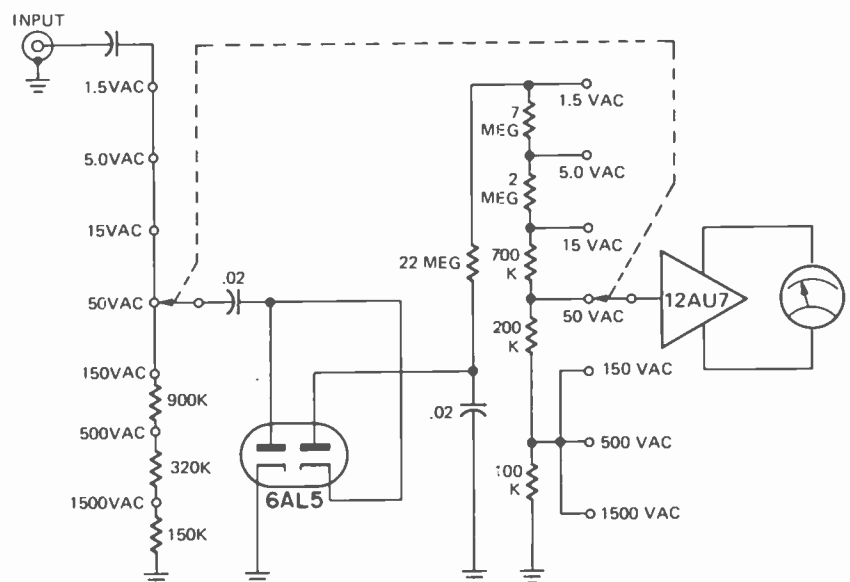 INPUT
1.5VAC
5.0VAC
15VAC
50VAC
150VAC
900K
500VAC
320K
1500VAC
150K
.02
6AL5
22 MEG
.02
7
MEG
2
MEG
700
K
200
K
100
K
1.5 VAC
5.0 VAC
15 VAC
50 VAC
150 VAC
500 VAC
1500 VAC
12AU7